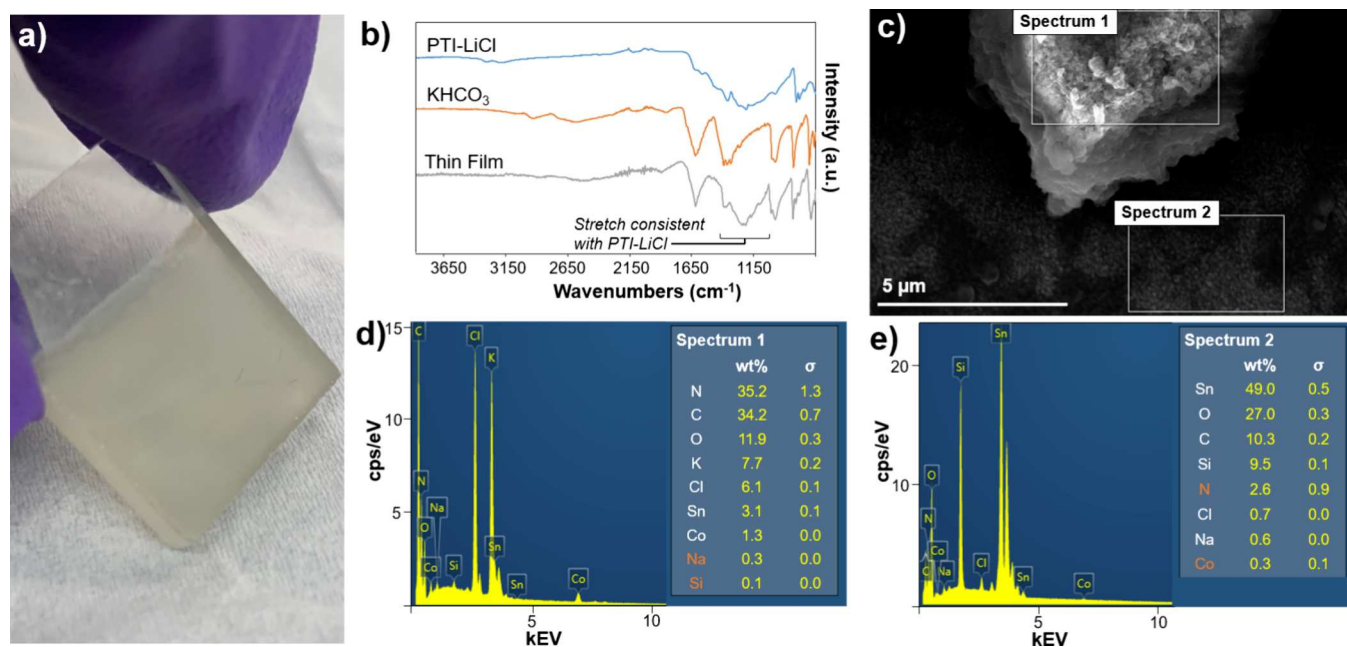 a)
b)
PTI-LiCl
KHCO₃
Thin Film
Stretch consistent
with PTI-LiCl
Intensity (a.u.)
3650 3150 2650 2150 1650 1150
Wavenumbers (cm⁻¹)
c)
Spectrum 1
Spectrum 2
5 µm
d)
15
10
5
cps/eV
C
Cl
K
N
Na
O
Co
Si
Sn
Sn
Co
5 10
kEV
Spectrum 1
wt% σ
N 35.2 1.3
C 34.2 0.7
O 11.9 0.3
K 7.7 0.2
Cl 6.1 0.1
Sn 3.1 0.1
Co 1.3 0.0
Na 0.3 0.0
Si 0.1 0.0
e)
20
10
cps/eV
Sn
Si
O
N
Co
C
Na
Cl
Sn
Co
5 10
kEV
Spectrum 2
wt% σ
Sn 49.0 0.5
O 27.0 0.3
C 10.3 0.2
Si 9.5 0.1
N 2.6 0.9
Cl 0.7 0.0
Na 0.6 0.0
Co 0.3 0.1